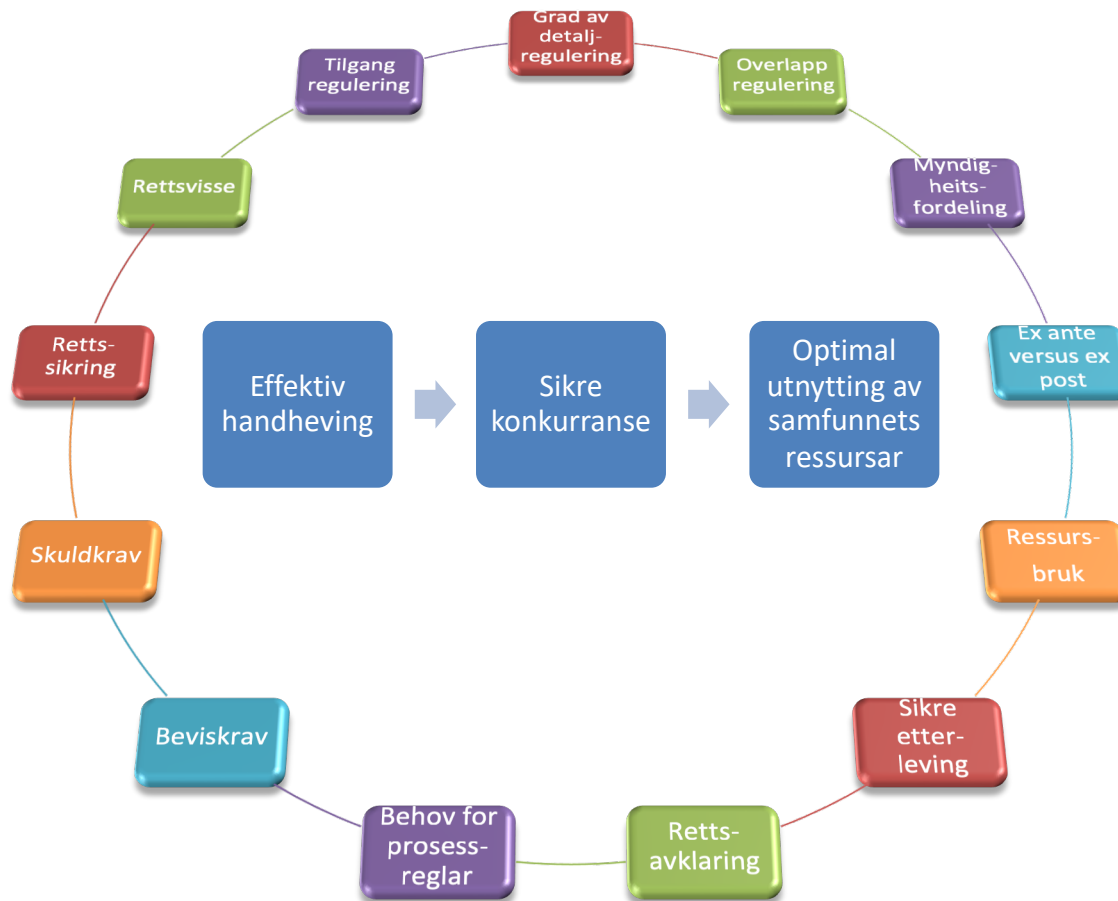 Grad av
detalj-
regulering
Overlapp
regulering
Myndig-
heits-
fordeling
Ex ante
versus ex
post
Ressurs-
bruk
Sikre
etter-
leving
Retts-
avklaring
Behov for
prosess-
reglar
Beviskrav
Skuldkrav
Retts-
sikring
Rettsvisse
Tilgang
regulering
Effektiv
handheving
Sikre
konkurranse
Optimal
utnytting av
samfunnets
ressursar